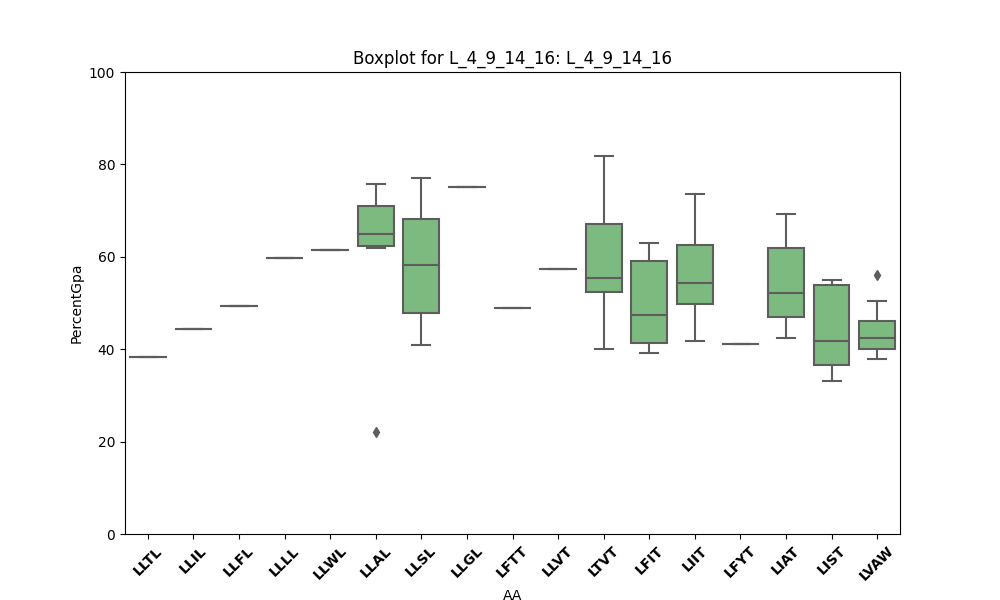 Boxplot for L_4_9_14_16: L_4_9_14_16
100
80
60
40
20
0
PercentGpa
LLTL
LLIL
LLFL
LLLL
LLWL
LLAL
LLSL
LLGL
LFTT
LLVT
LTVT
LFIT
LIIT
LFYT
LIAT
LIST
LVAW
AA